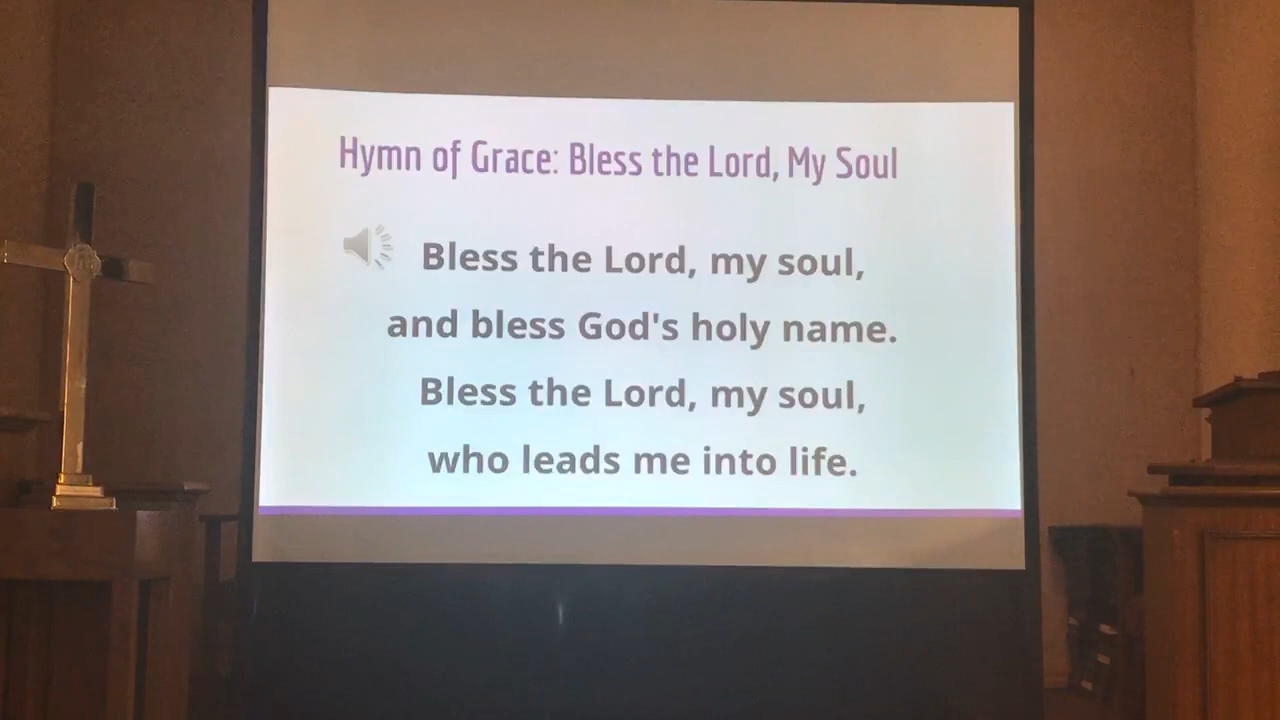 Hymn of Grace: Bless the Lord, My Soul
Bless the Lord, my soul,
and bless God's holy name.
Bless the Lord, my soul,
who leads me into life.